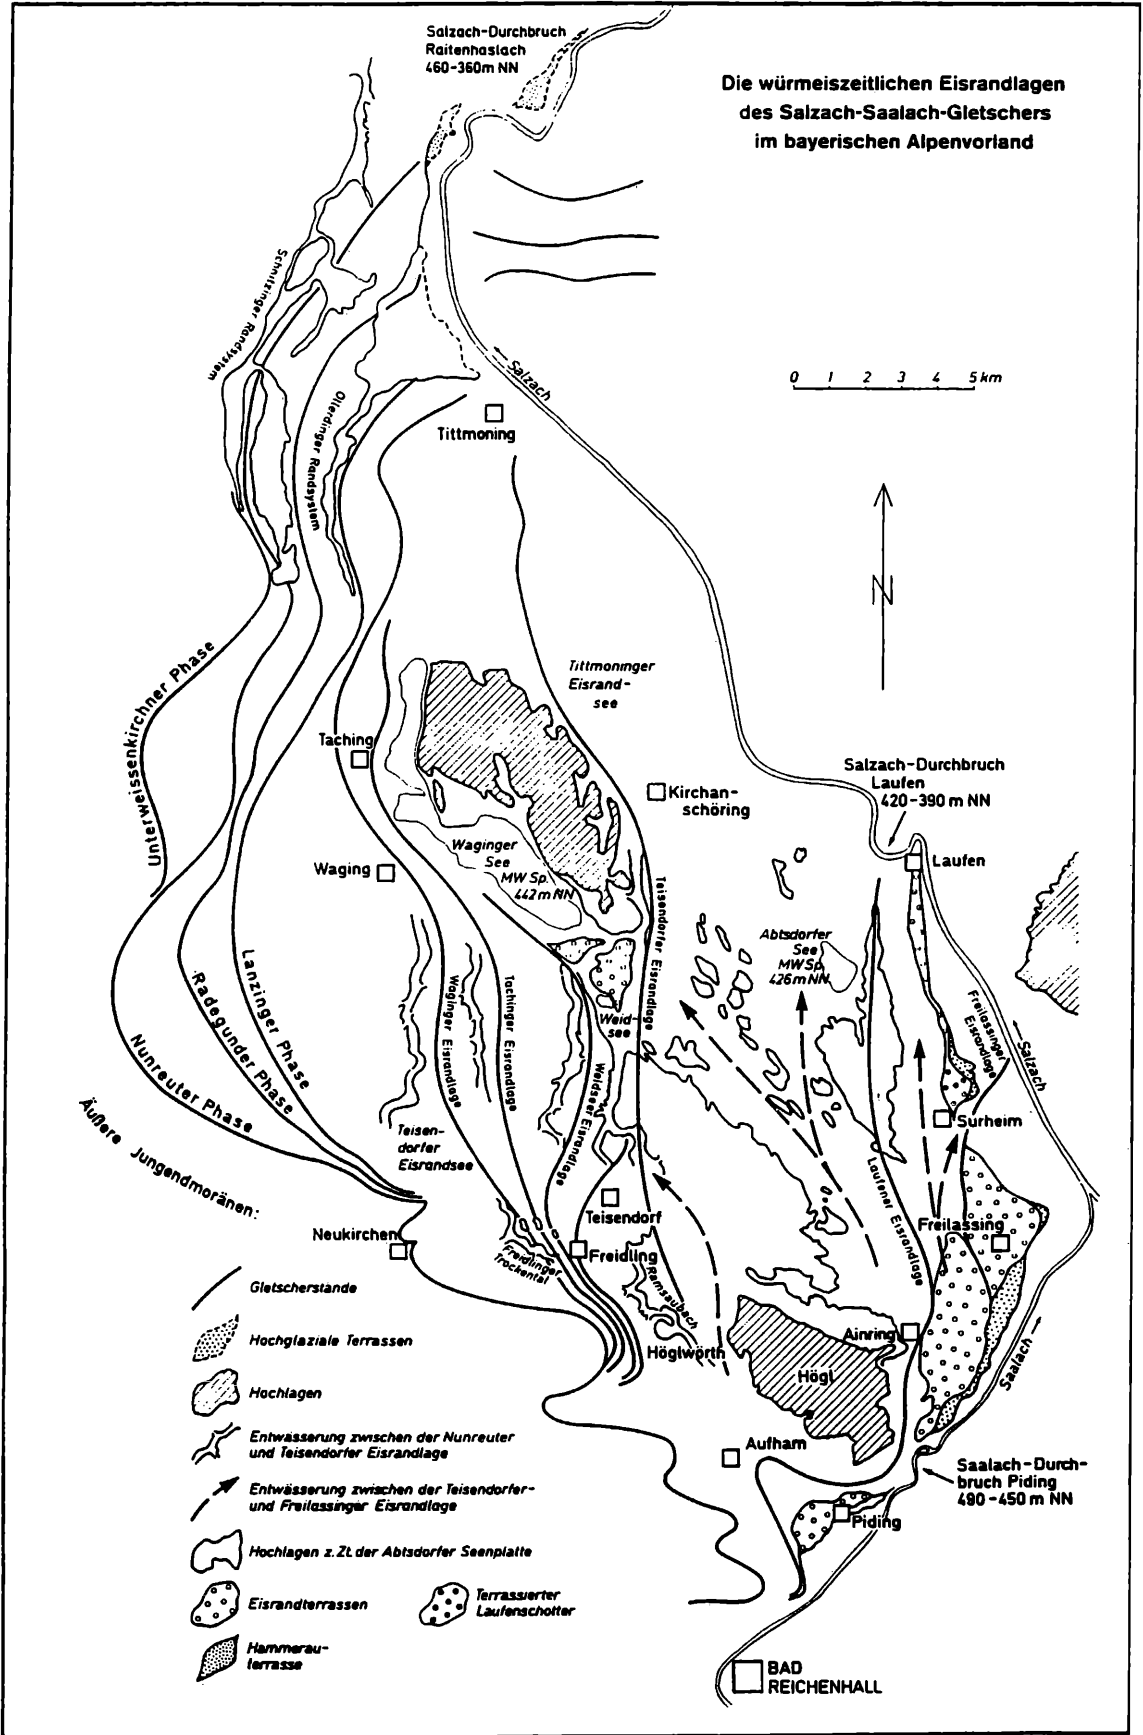 Salzach-Durchbruch
Raitenhaslach
460-360m NN
Die würmeiszeitlichen Eisrandlagen
des Salzach-Saalach-Gletschers
im bayerischen Alpenvorland
Schnitzinger Randsystem
Salzach
0 1 2 3 4 5 km
Ollerdinger Randsystem
Tittmoning
N
Unterweissenkirchner Phase
Tittmoninger
Eisrand-
see
Taching
Salzach-Durchbruch
Laufen
420-390 m NN
Kirchan-
schöring
Waginger
See
MW Sp.
442 m NN
Waging
Laufen
Teisendorfer Eisrandlage
Abtsdorfer
See
MW Sp.
426m NN
Lanzinger Phase
Radegunder Phase
Nunreuter Phase
Waginger Eisrandlage
Tachinger Eisrandlage
Weid-
see
Freilassinger
Eisrandlage
Salzach
Weidseer Eisrandlage
Äußere Jungendmoränen:
Teisen-
dorfer
Eisrandsee
Surheim
Laufener Eisrandlage
Teisendorf
Freilassing
Neukirchen
Freidling
Freidlinger
Trockental
Ramsaubach
Gletscherstände
Hochglaziale Terrassen
Höglwörth
Ainring
Saalach
Högl
Hochlagen
Entwässerung zwischen der Nunreuter
und Teisendorfer Eisrandlage
Aufham
Saalach-Durch-
bruch Piding
490-450 m NN
Entwässerung zwischen der Teisendorfer-
und Freilassinger Eisrandlage
Piding
Hochlagen z. Zt. der Abtsdorfer Seenplatte
Eisrandterrassen
Terrassierter
Laufenschotter
Hammerau-
terrasse
BAD
REICHENHALL